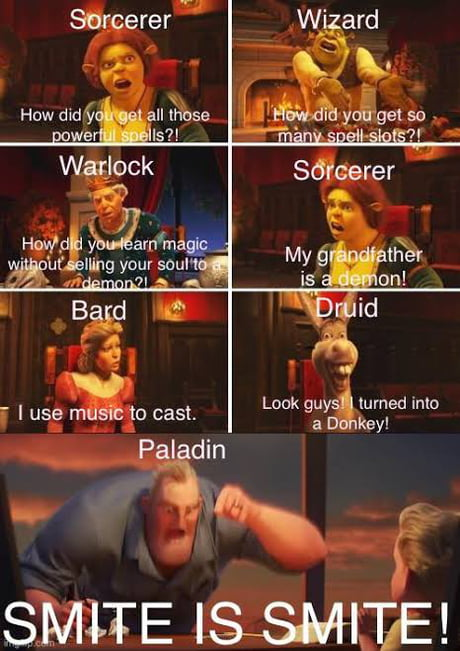 Sorcerer
How did you get all those
powerful spells?!
Wizard
How did you get so
many spell slots?!
Warlock
How did you learn magic
without selling your soul to a
demon?!
Sorcerer
My grandfather
is a demon!
Bard
I use music to cast.
Druid
Look guys! I turned into
a Donkey!
Paladin
SMITE IS SMITE!
imgflip.com